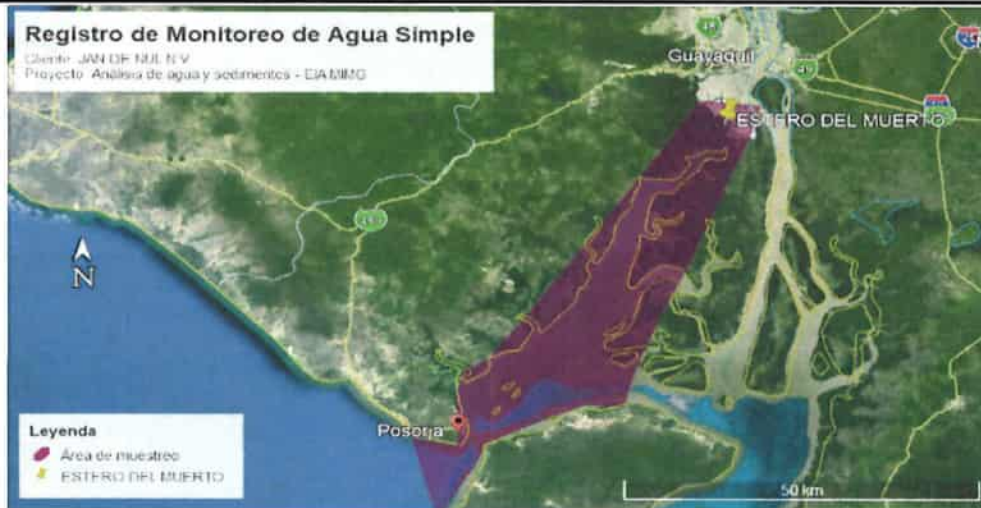 Registro de Monitoreo de Agua Simple
Cliente: JAN DE NUL N.V
Proyecto: Análisis de agua y sedimentos - EIA MIMG
Guayaquil
49
ESTERO DEL MUERTO
N
Posorja
Leyenda
Área de muestreo
ESTERO DEL MUERTO
50 km